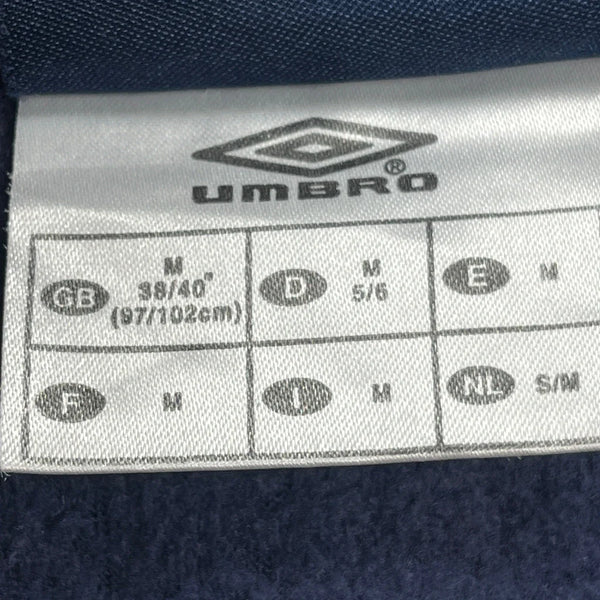 UMBRO®
GB M 38/40" (97/102cm)
D M 5/6
E M
F M
I M
NL S/M